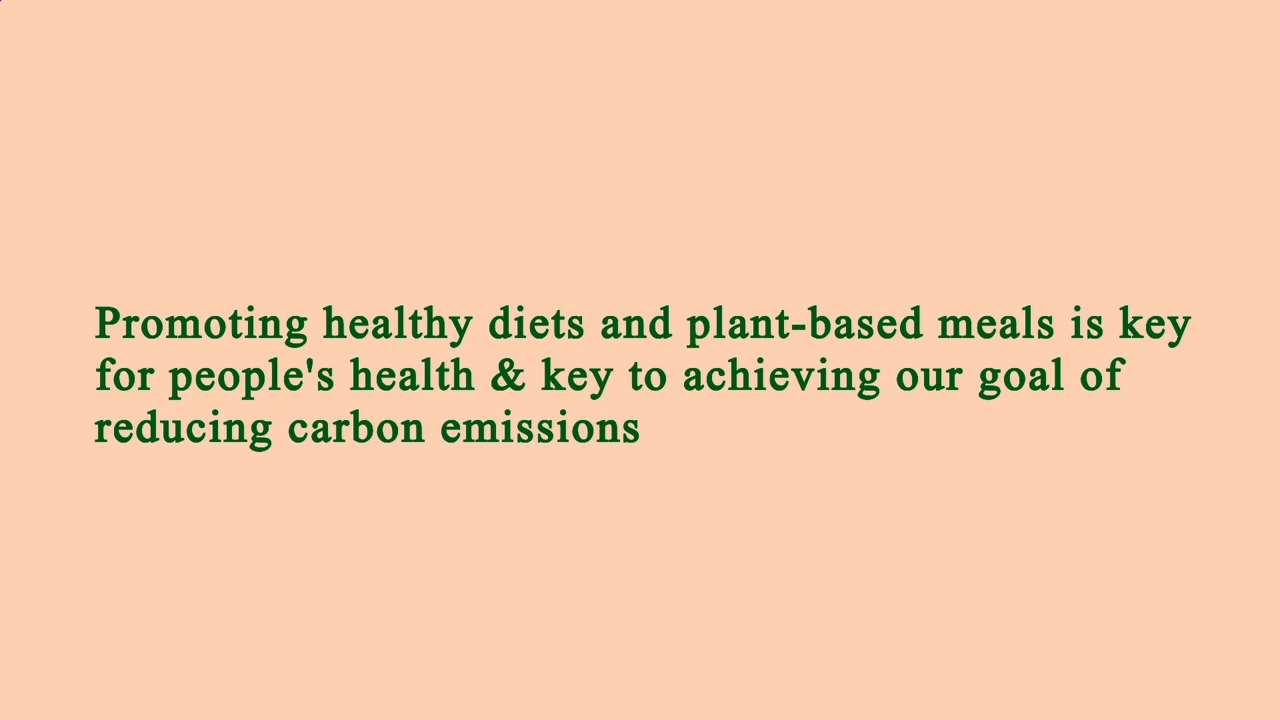 Promoting healthy diets and plant-based meals is key
for people's health & key to achieving our goal of
reducing carbon emissions